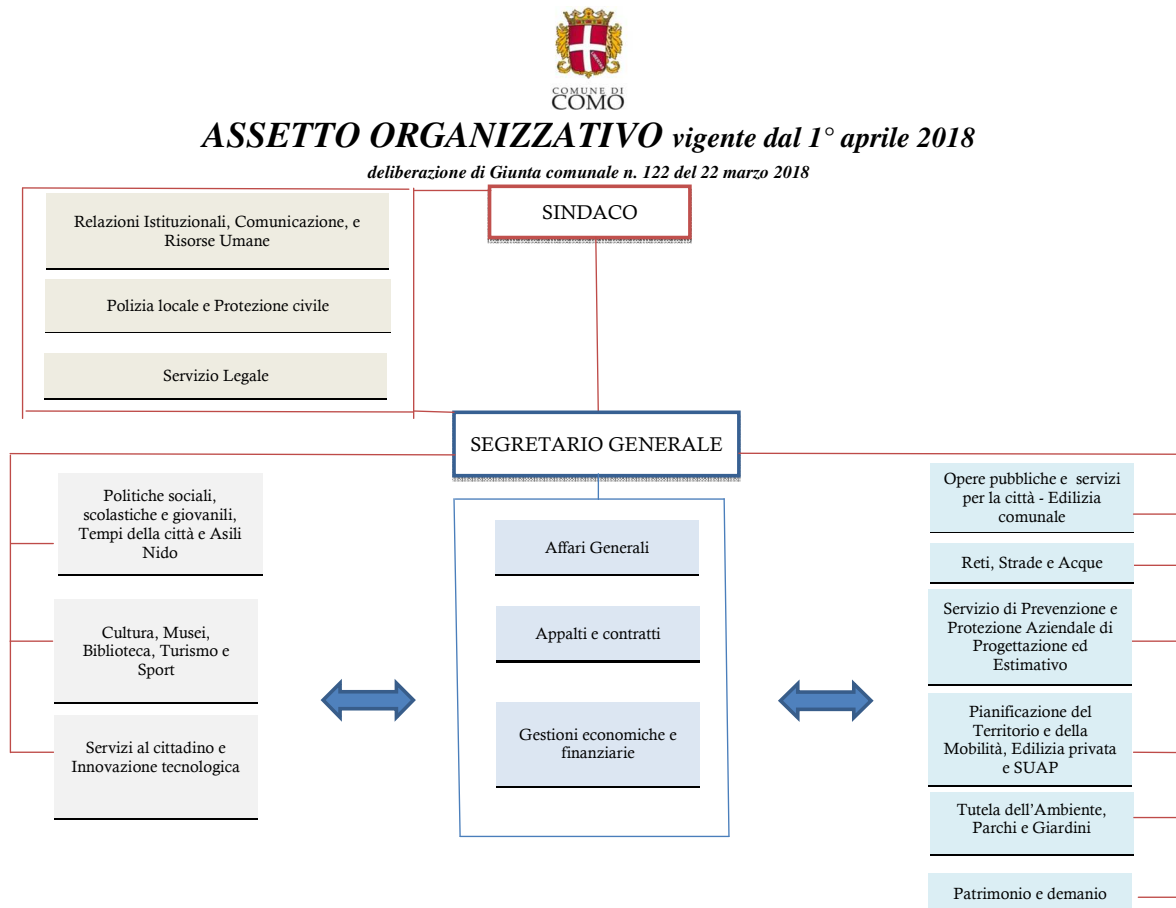 COMUNE DI
COMO
ASSETTO ORGANIZZATIVO vigente dal 1° aprile 2018
deliberazione di Giunta comunale n. 122 del 22 marzo 2018
SINDACO
Relazioni Istituzionali, Comunicazione, e
Risorse Umane
Polizia locale e Protezione civile
Servizio Legale
SEGRETARIO GENERALE
Politiche sociali,
scolastiche e giovanili,
Tempi della città e Asili
Nido
Cultura, Musei,
Biblioteca, Turismo e
Sport
Servizi al cittadino e
Innovazione tecnologica
Affari Generali
Appalti e contratti
Gestioni economiche e
finanziarie
Opere pubbliche e servizi
per la città - Edilizia
comunale
Reti, Strade e Acque
Servizio di Prevenzione e
Protezione Aziendale di
Progettazione ed
Estimativo
Pianificazione del
Territorio e della
Mobilità, Edilizia privata
e SUAP
Tutela dell'Ambiente,
Parchi e Giardini
Patrimonio e demanio